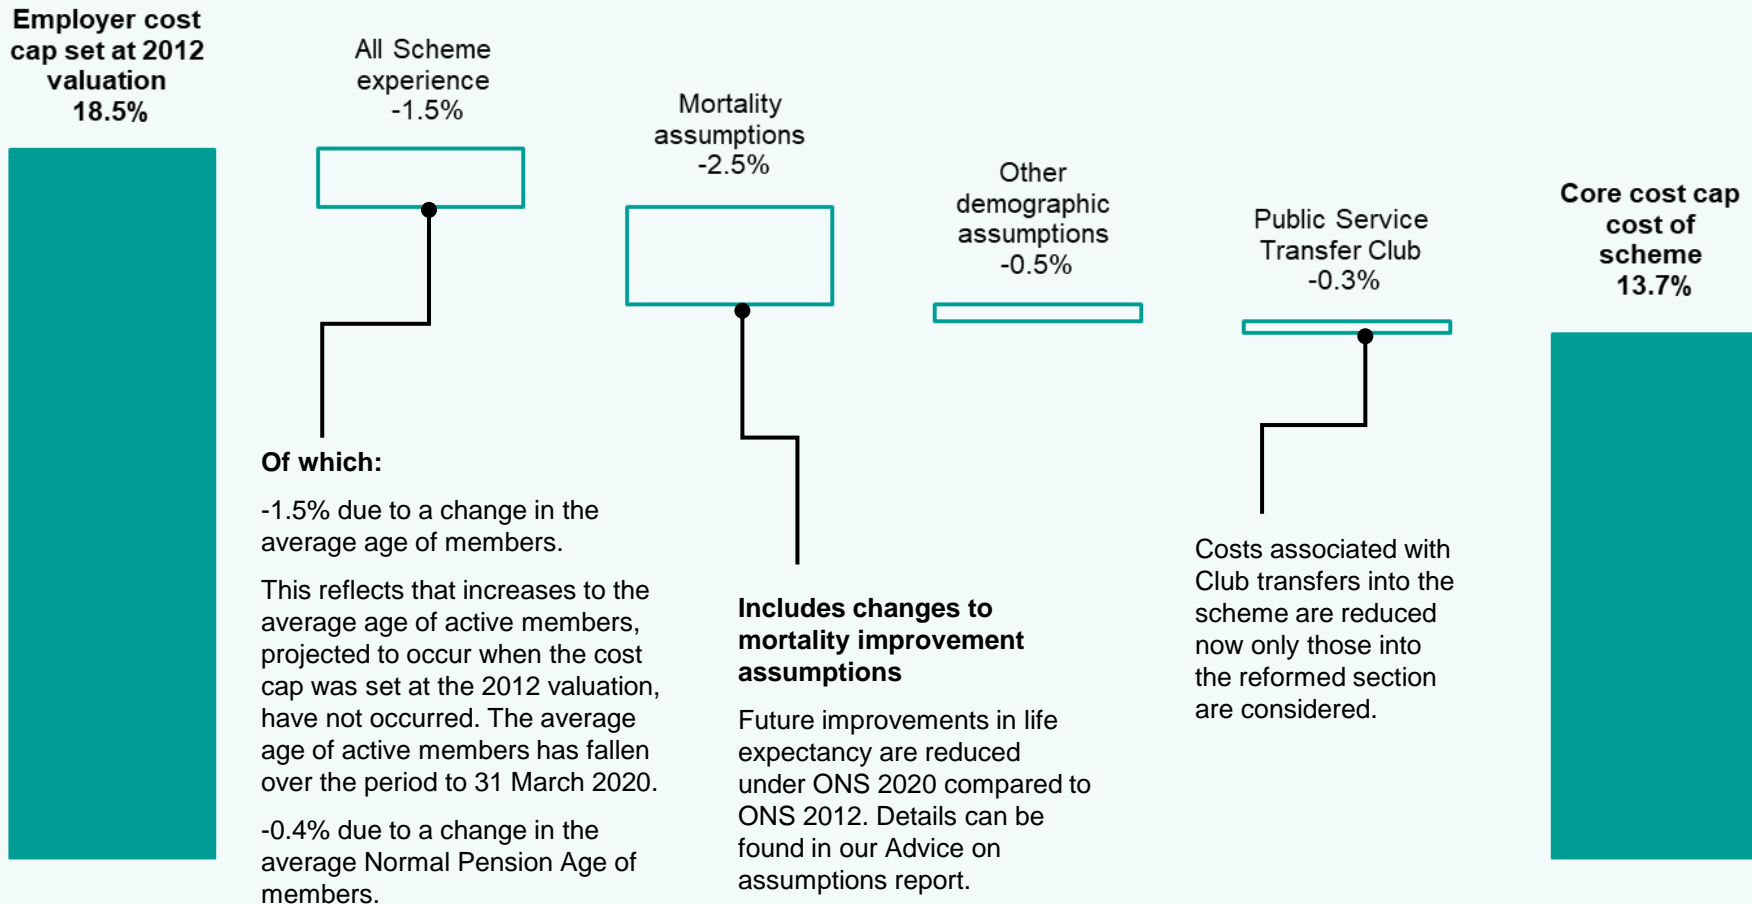 Employer cost
cap set at 2012
valuation
18.5%
All Scheme
experience
-1.5%
Mortality
assumptions
-2.5%
Other
demographic
assumptions
-0.5%
Public Service
Transfer Club
-0.3%
Core cost cap
cost of
scheme
13.7%
Of which:
-1.5% due to a change in the
average age of members.
This reflects that increases to the
average age of active members,
projected to occur when the cost
cap was set at the 2012 valuation,
have not occurred. The average
age of active members has fallen
over the period to 31 March 2020.
-0.4% due to a change in the
average Normal Pension Age of
members.
Includes changes to
mortality improvement
assumptions
Future improvements in life
expectancy are reduced
under ONS 2020 compared to
ONS 2012. Details can be
found in our Advice on
assumptions report.
Costs associated with
Club transfers into the
scheme are reduced
now only those into
the reformed section
are considered.